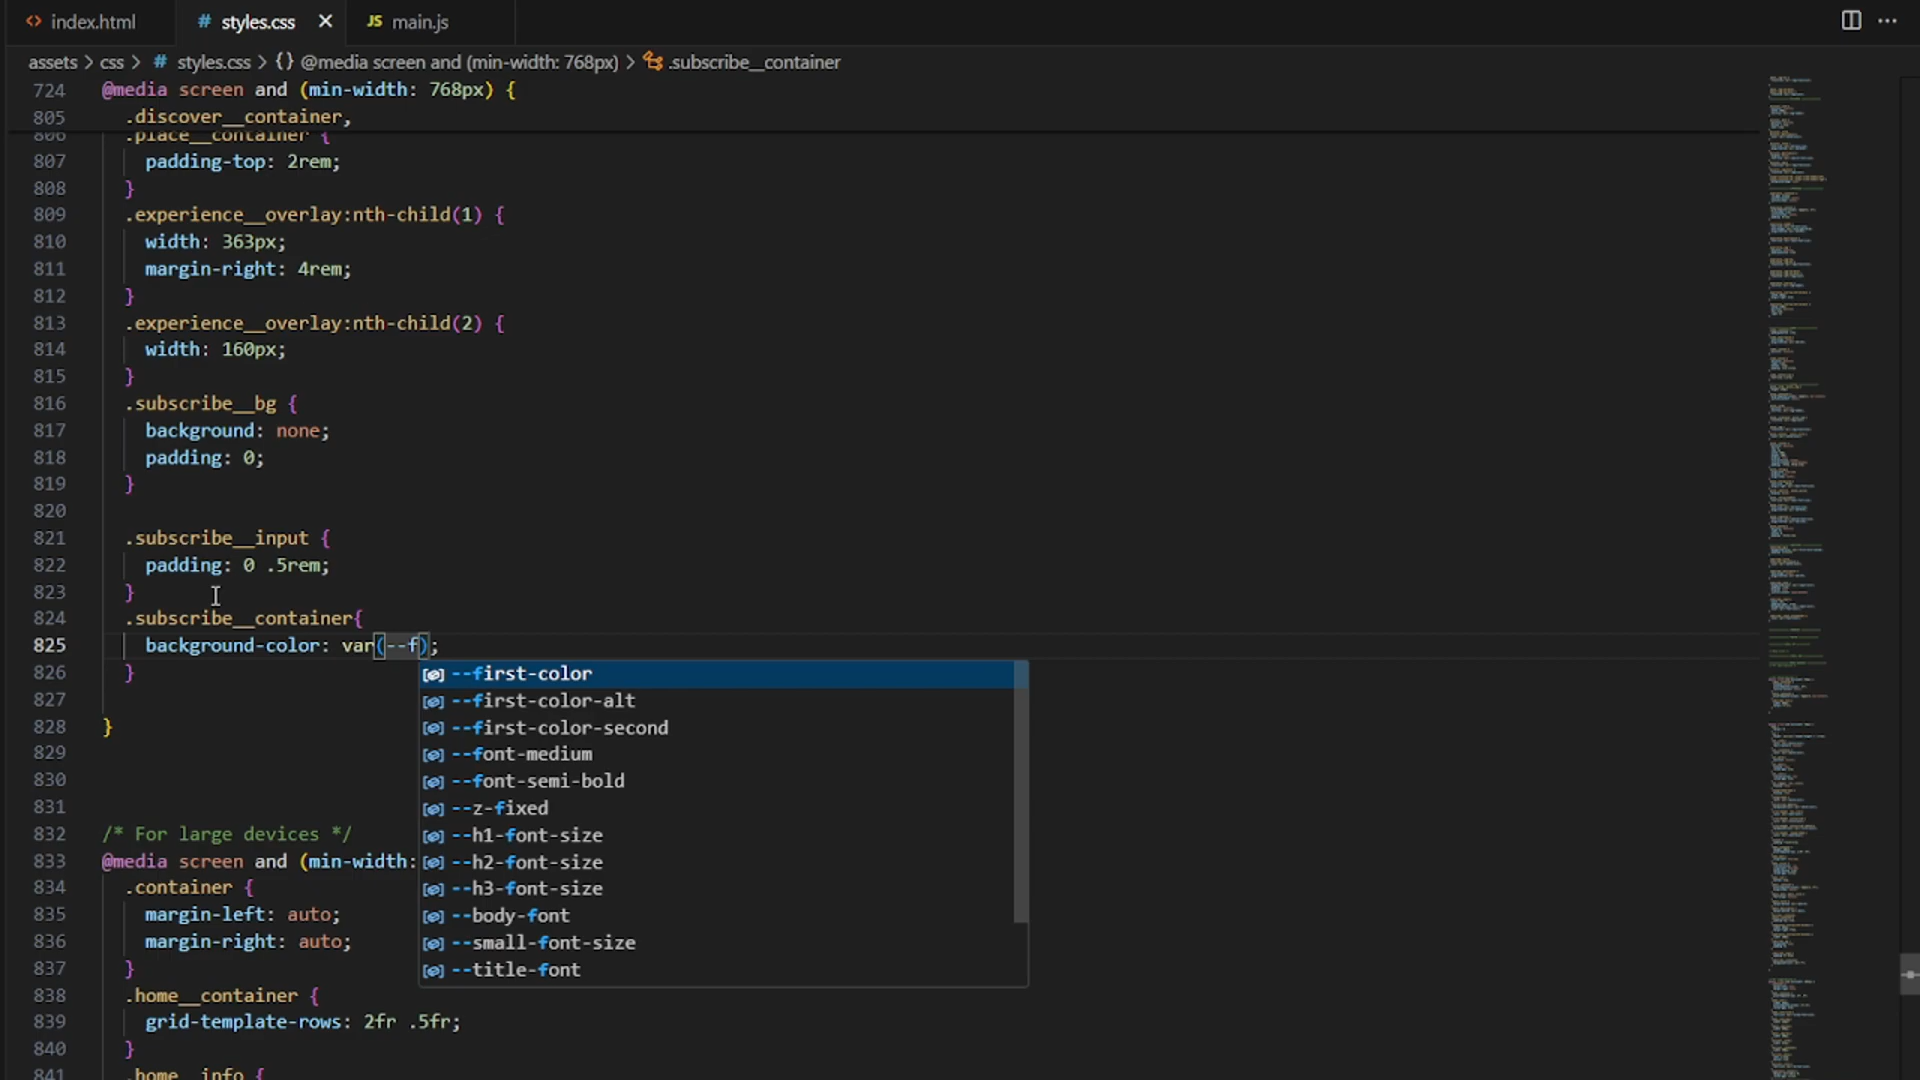 index.html
styles.css
JS main.js
assets > css > # styles.css > {} @media screen and (min-width: 768px) > .subscribe__container
724 @media screen and (min-width: 768px) {
805 .discover__container,
806 .place__container {
807 padding-top: 2rem;
808 }
809 .experience__overlay:nth-child(1) {
810 width: 363px;
811 margin-right: 4rem;
812 }
813 .experience__overlay:nth-child(2) {
814 width: 160px;
815 }
816 .subscribe__bg {
817 background: none;
818 padding: 0;
819 }
820
821 .subscribe__input {
822 padding: 0 .5rem;
823 }
824 .subscribe__container{
825 background-color: var(--f);
826 }
827
828 }
829
830
831
832 /* For large devices */
833 @media screen and (min-width:
834 .container {
835 margin-left: auto;
836 margin-right: auto;
837 }
838 .home__container {
839 grid-template-rows: 2fr .5fr;
840 }
841 .home__info {
--first-color
--first-color-alt
--first-color-second
--font-medium
--font-semi-bold
--z-fixed
--h1-font-size
--h2-font-size
--h3-font-size
--body-font
--small-font-size
--title-font